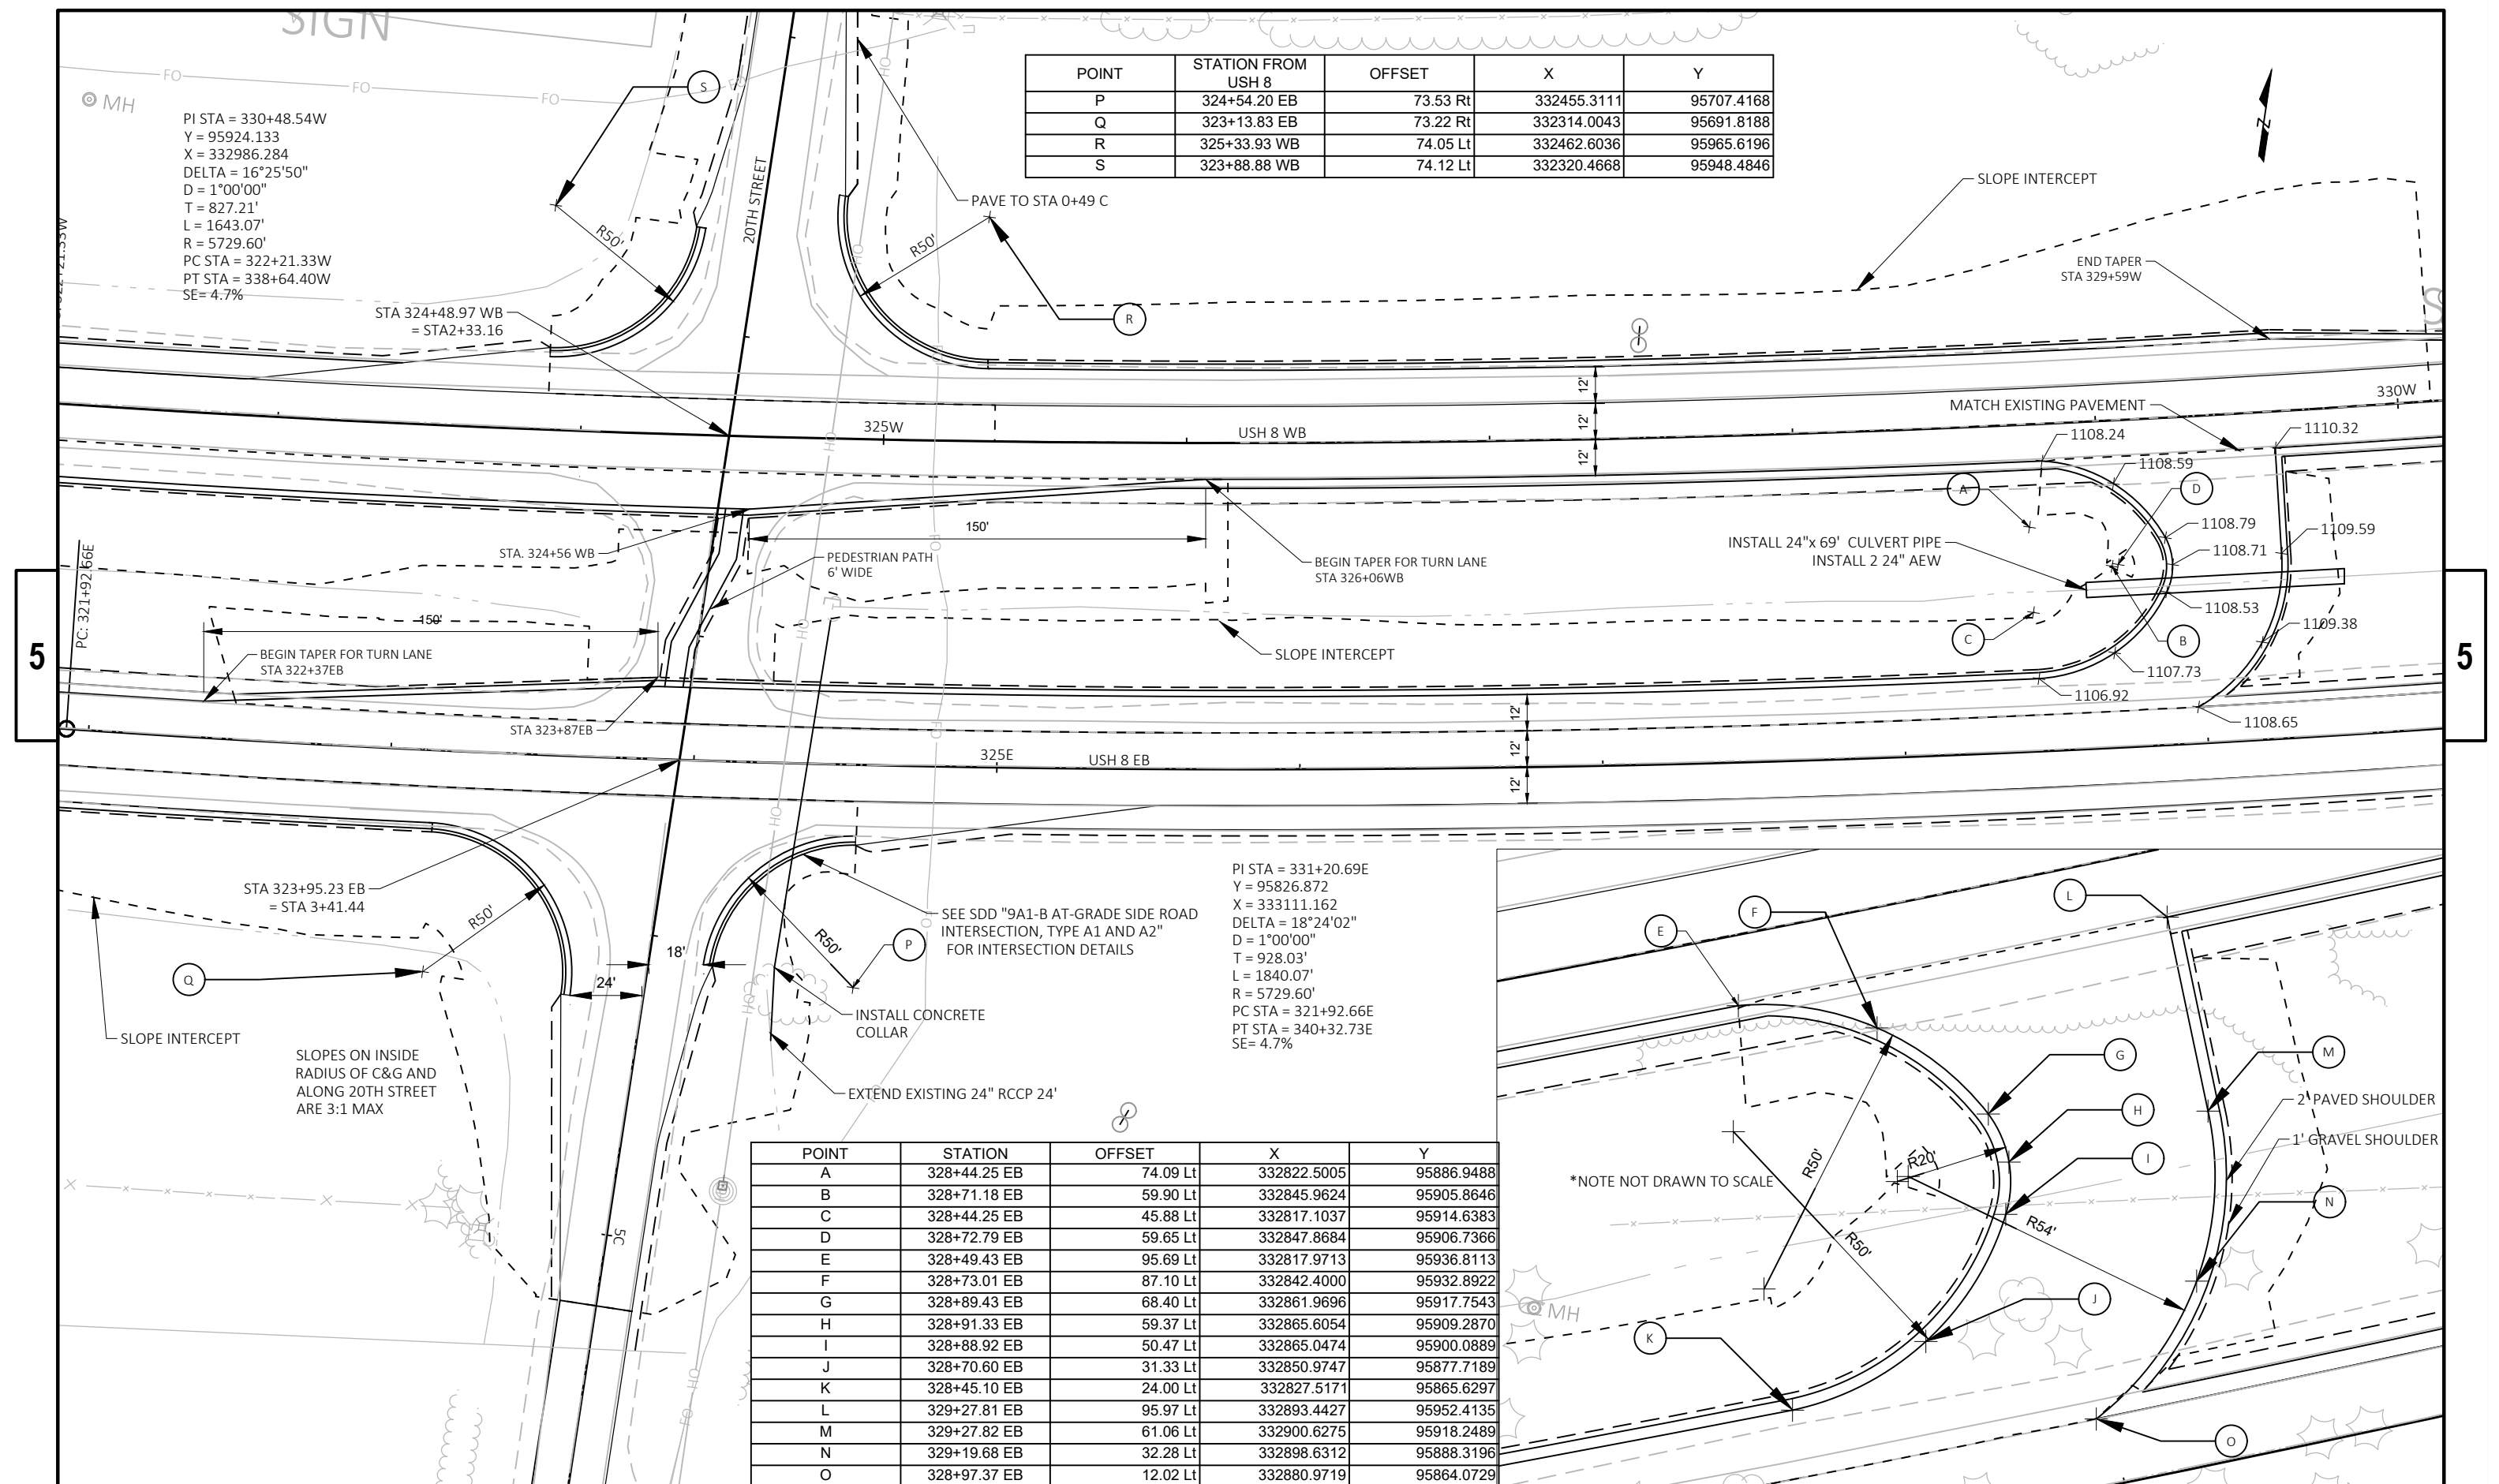 SIGN
FO FO FO
MH
PI STA = 330+48.54W
Y = 95924.133
X = 332986.284
DELTA = 16°25'50"
D = 1°00'00"
T = 827.21'
L = 1643.07'
R = 5729.60'
PC STA = 322+21.33W
PT STA = 338+64.40W
SE= 4.7%
S
R50'
20TH STREET
OH
PAVE TO STA 0+49 C
R50'
R
POINT STATION FROM USH 8 OFFSET X Y
P 324+54.20 EB 73.53 Rt 332455.3111 95707.4168
Q 323+13.83 EB 73.22 Rt 332314.0043 95691.8188
R 325+33.93 WB 74.05 Lt 332462.6036 95965.6196
S 323+88.88 WB 74.12 Lt 332320.4668 95948.4846
SLOPE INTERCEPT
N
END TAPER
STA 329+59W
STA 324+48.97 WB
= STA2+33.16
12'
12'
12'
325W
USH 8 WB
330W
MATCH EXISTING PAVEMENT
1108.24
1110.32
1108.59
A
D
1108.79
1109.59
1108.71
INSTALL 24"x 69' CULVERT PIPE
INSTALL 2 24" AEW
1108.53
1109.38
C
B
1107.73
1106.92
1108.65
150'
STA. 324+56 WB
PEDESTRIAN PATH
6' WIDE
BEGIN TAPER FOR TURN LANE
STA 326+06WB
PC: 321+92.66E
150'
BEGIN TAPER FOR TURN LANE
STA 322+37EB
SLOPE INTERCEPT
5
5
STA 323+87EB
325E
USH 8 EB
12'
12'
12'
STA 323+95.23 EB
= STA 3+41.44
R50'
Q
SLOPE INTERCEPT
18'
24'
R50'
P
SEE SDD "9A1-B AT-GRADE SIDE ROAD
INTERSECTION, TYPE A1 AND A2"
FOR INTERSECTION DETAILS
INSTALL CONCRETE
COLLAR
EXTEND EXISTING 24" RCCP 24'
SLOPES ON INSIDE
RADIUS OF C&G AND
ALONG 20TH STREET
ARE 3:1 MAX
PI STA = 331+20.69E
Y = 95826.872
X = 333111.162
DELTA = 18°24'02"
D = 1°00'00"
T = 928.03'
L = 1840.07'
R = 5729.60'
PC STA = 321+92.66E
PT STA = 340+32.73E
SE= 4.7%
5C
POINT STATION OFFSET X Y
A 328+44.25 EB 74.09 Lt 332822.5005 95886.9488
B 328+71.18 EB 59.90 Lt 332845.9624 95905.8646
C 328+44.25 EB 45.88 Lt 332817.1037 95914.6383
D 328+72.79 EB 59.65 Lt 332847.8684 95906.7366
E 328+49.43 EB 95.69 Lt 332817.9713 95936.8113
F 328+73.01 EB 87.10 Lt 332842.4000 95932.8922
G 328+89.43 EB 68.40 Lt 332861.9696 95917.7543
H 328+91.33 EB 59.37 Lt 332865.6054 95909.2870
I 328+88.92 EB 50.47 Lt 332865.0474 95900.0889
J 328+70.60 EB 31.33 Lt 332850.9747 95877.7189
K 328+45.10 EB 24.00 Lt 332827.5171 95865.6297
L 329+27.81 EB 95.97 Lt 332893.4427 95952.4135
M 329+27.82 EB 61.06 Lt 332900.6275 95918.2489
N 329+19.68 EB 32.28 Lt 332898.6312 95888.3196
O 328+97.37 EB 12.02 Lt 332880.9719 95864.0729
E
F
L
G
H
I
M
2' PAVED SHOULDER
1' GRAVEL SHOULDER
N
R50'
R20'
R54'
R50'
*NOTE NOT DRAWN TO SCALE
MH
J
K
O